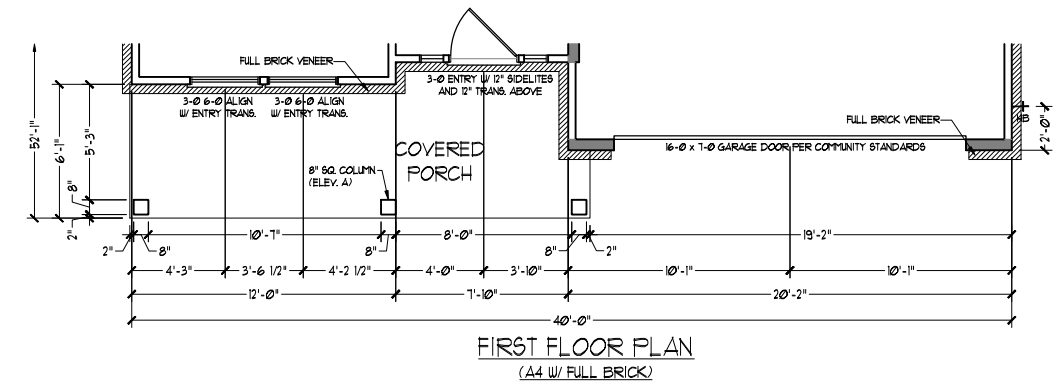 FULL BRICK VENEER
3-0 ENTRY W/ 12" SIDELITES
AND 12" TRANS. ABOVE
3-0 6-0 ALIGN
W/ ENTRY TRANS.
3-0 6-0 ALIGN
W/ ENTRY TRANS.
HB
FULL BRICK VENEER
2'-0"
52'-1"
6'-1"
5'-3"
8"
2"
COVERED
PORCH
16-0 x 7-0 GARAGE DOOR PER COMMUNITY STANDARDS
8" SQ. COLUMN
(ELEV. A)
2"
8"
10'-7"
8"
8'-0"
8"
2"
19'-2"
4'-3"
3'-6 1/2"
4'-2 1/2"
4'-0"
3'-10"
10'-1"
10'-1"
12'-0"
7'-10"
20'-2"
40'-0"
FIRST FLOOR PLAN
(A4 W/ FULL BRICK)